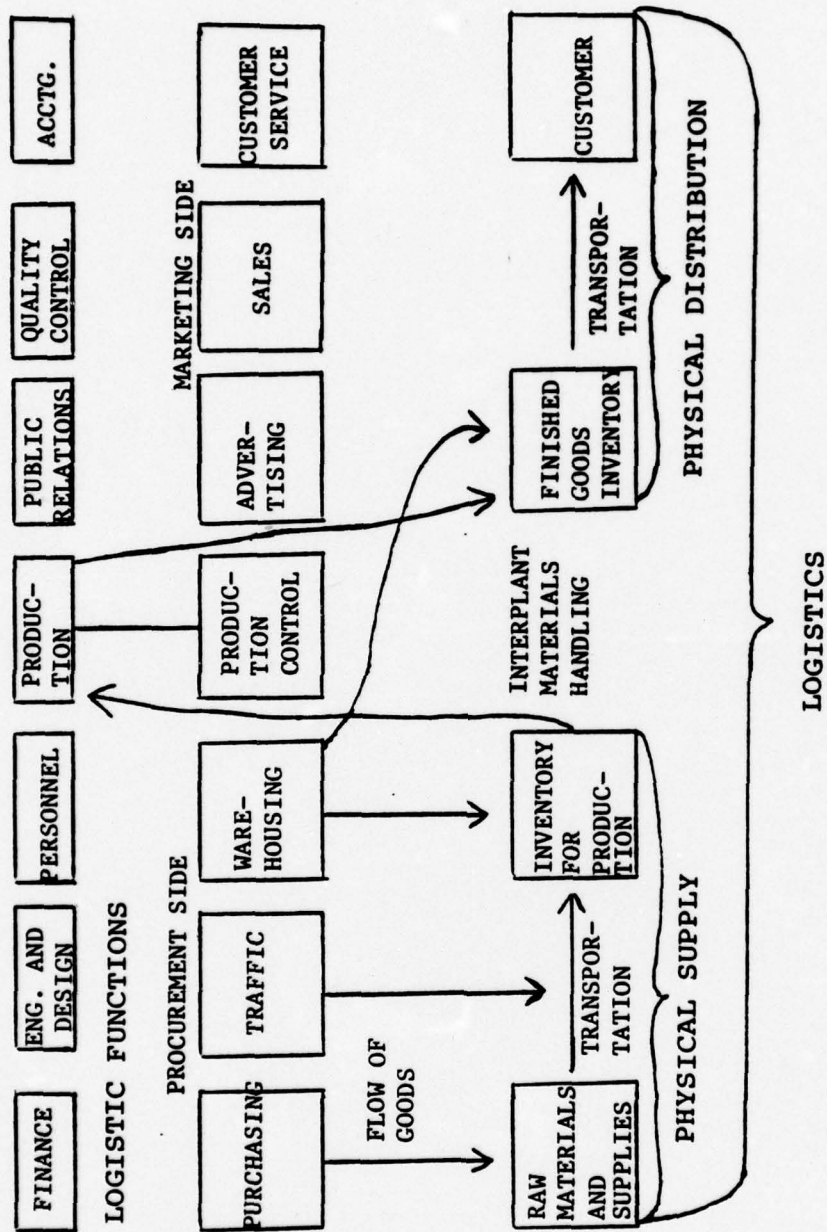 FINANCE
ENG. AND
DESIGN
PERSONNEL
PRODUC-
TION
PUBLIC
RELATIONS
QUALITY
CONTROL
ACCTG.
LOGISTIC FUNCTIONS
PROCUREMENT SIDE
MARKETING SIDE
PURCHASING
TRAFFIC
WARE-
HOUSING
PRODUC-
TION
CONTROL
ADVER-
TISING
SALES
CUSTOMER
SERVICE
FLOW OF
GOODS
RAW
MATERIALS
AND
SUPPLIES
TRANSPOR-
TATION
INVENTORY
FOR
PRODUC-
TION
INTERPLANT
MATERIALS
HANDLING
FINISHED
GOODS
INVENTORY
TRANSPOR-
TATION
CUSTOMER
PHYSICAL SUPPLY
PHYSICAL DISTRIBUTION
LOGISTICS